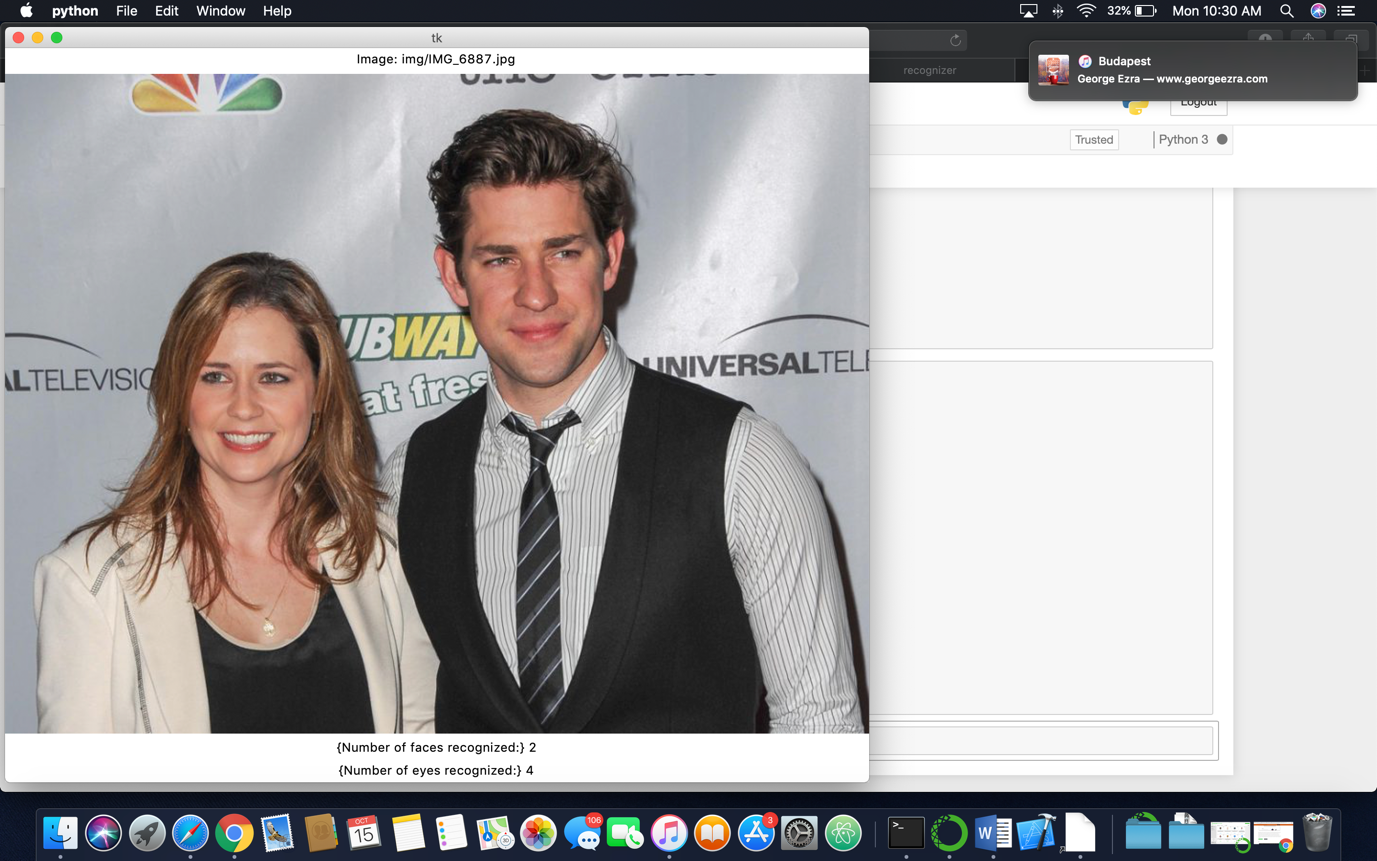 python File Edit Window Help
32% Mon 10:30 AM
tk
Image: img/IMG_6887.jpg
recognizer
Budapest
George Ezra — www.georgeezra.com
Logout
Trusted
Python 3
UBWAY
at fres
ALTELEVISIO
UNIVERSALTELE
{Number of faces recognized:} 2
{Number of eyes recognized:} 4
OCT
15
106
3
>_
W